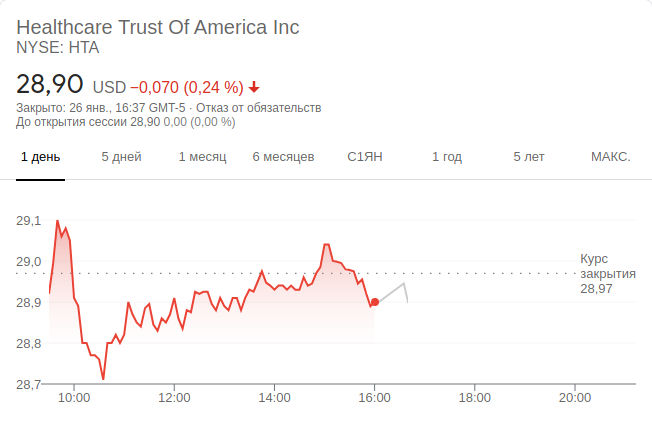 Healthcare Trust Of America Inc
NYSE: HTA
28,90 USD −0,070 (0,24 %)
Закрыто: 26 янв., 16:37 GMT-5 · Отказ от обязательств
До открытия сессии 28,90 0,00 (0,00 %)
1 день 5 дней 1 месяц 6 месяцев С1ЯН 1 год 5 лет МАКС.
29,1
29,0
28,9
28,8
28,7
Курс
закрытия
28,97
10:00 12:00 14:00 16:00 18:00 20:00